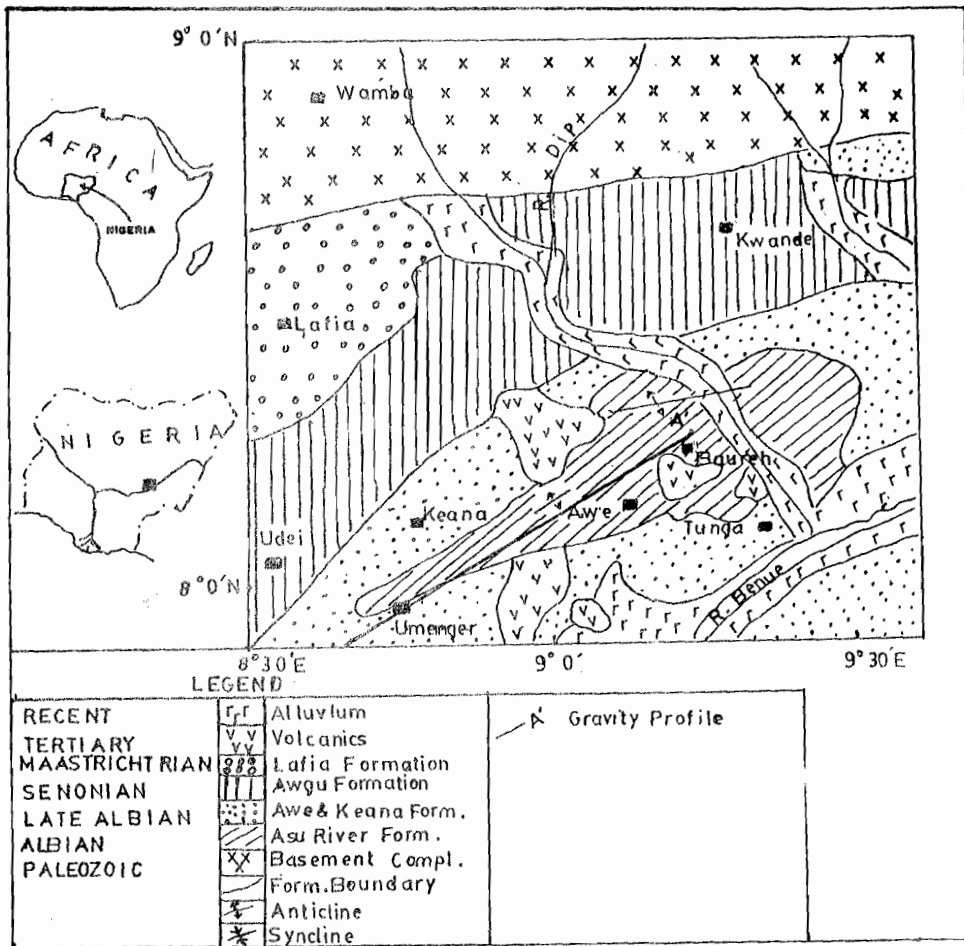 9° 0' N
Wamba
DIP
AFRICA
NIGERIA
Kwande
Lafia
NIGERIA
A'
Baureh
Keana
Awe
Tunga
Udei
8° 0' N
R. Benue
Umenger
8° 30' E
9° 0'
9° 30' E
LEGEND
RECENT Alluvium
TERTIARY Volcanics
MAASTRICHTRIAN Lafia Formation
SENONIAN Awgu Formation
LATE ALBIAN Awe & Keana Form.
ALBIAN Asu River Form.
PALEOZOIC Basement Compl.
Form. Boundary
Anticline
Syncline
A' Gravity Profile